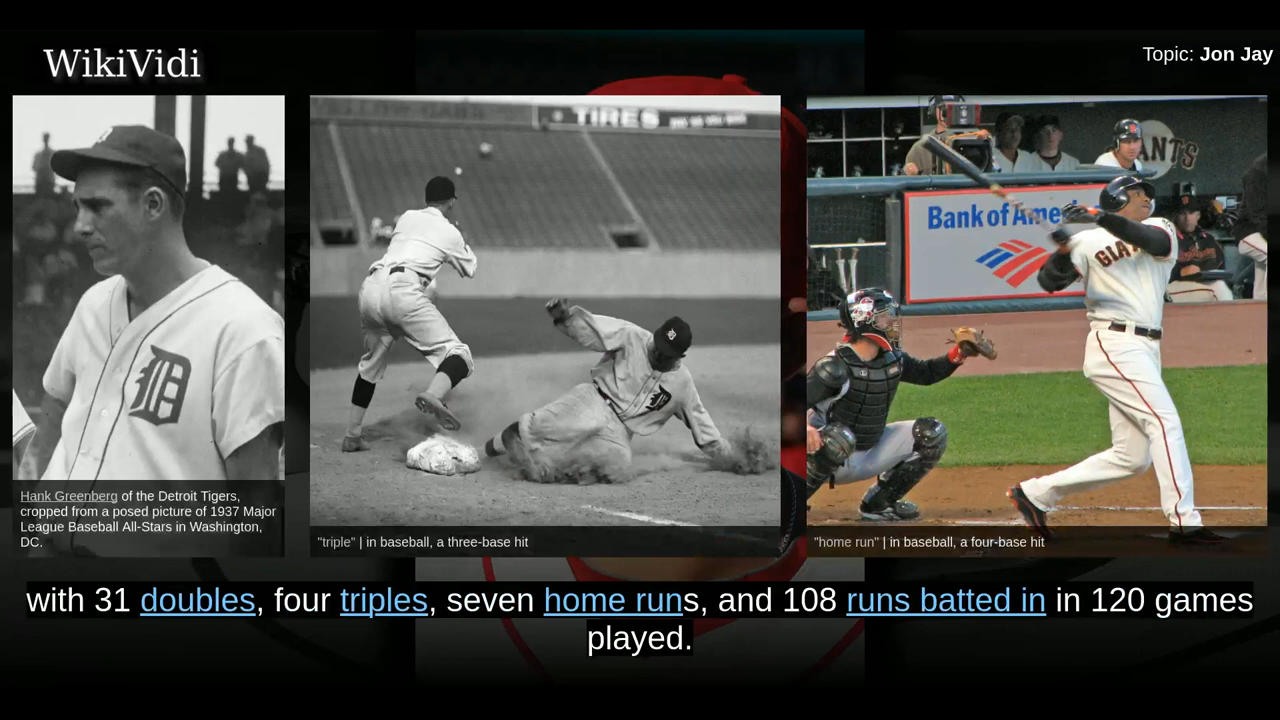 WikiVidi
Topic: Jon Jay
TIRES
ANTS
Bank of Ame
GIA
Hank Greenberg of the Detroit Tigers,
cropped from a posed picture of 1937 Major
League Baseball All-Stars in Washington,
DC.
"triple" | in baseball, a three-base hit
"home run" | in baseball, a four-base hit
with 31 doubles, four triples, seven home runs, and 108 runs batted in in 120 games
played.